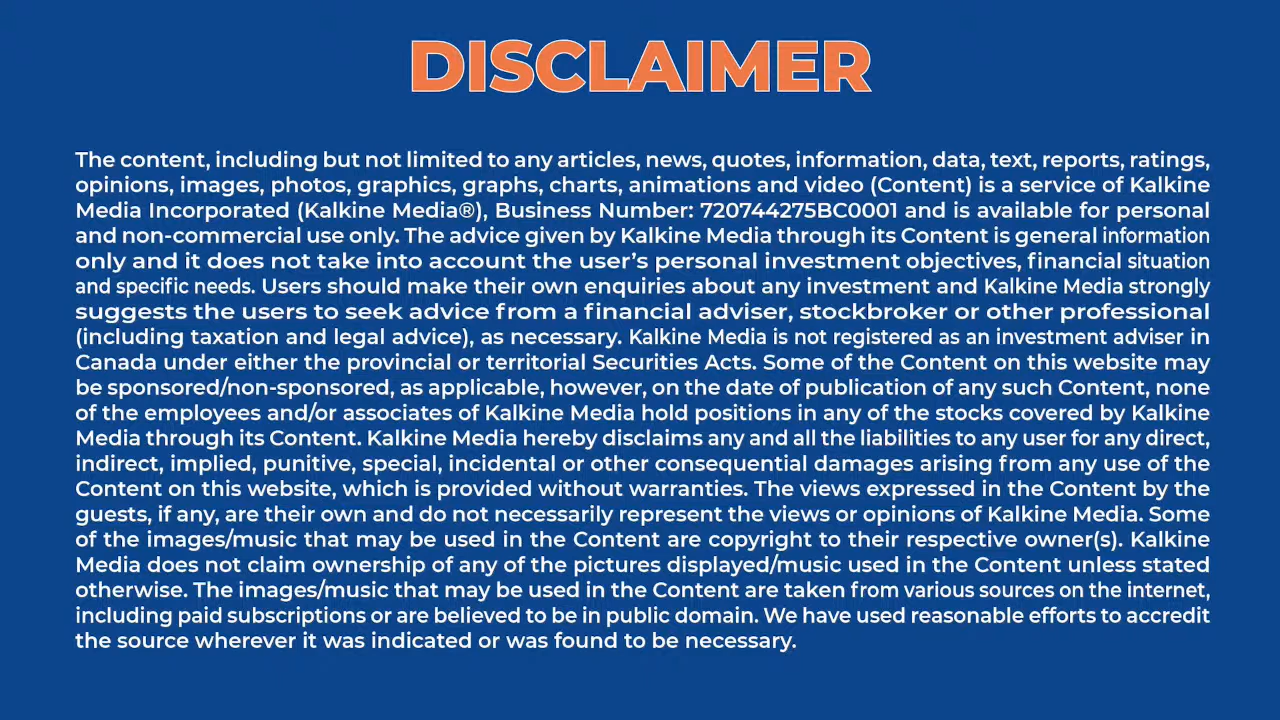 DISCLAIMER
The content, including but not limited to any articles, news, quotes, information, data, text, reports, ratings,
opinions, images, photos, graphics, graphs, charts, animations and video (Content) is a service of Kalkine
Media Incorporated (Kalkine Media®), Business Number: 720744275BC0001 and is available for personal
and non-commercial use only. The advice given by Kalkine Media through its Content is general information
only and it does not take into account the user’s personal investment objectives, financial situation
and specific needs. Users should make their own enquiries about any investment and Kalkine Media strongly
suggests the users to seek advice from a financial adviser, stockbroker or other professional
(including taxation and legal advice), as necessary. Kalkine Media is not registered as an investment adviser in
Canada under either the provincial or territorial Securities Acts. Some of the Content on this website may
be sponsored/non-sponsored, as applicable, however, on the date of publication of any such Content, none
of the employees and/or associates of Kalkine Media hold positions in any of the stocks covered by Kalkine
Media through its Content. Kalkine Media hereby disclaims any and all the liabilities to any user for any direct,
indirect, implied, punitive, special, incidental or other consequential damages arising from any use of the
Content on this website, which is provided without warranties. The views expressed in the Content by the
guests, if any, are their own and do not necessarily represent the views or opinions of Kalkine Media. Some
of the images/music that may be used in the Content are copyright to their respective owner(s). Kalkine
Media does not claim ownership of any of the pictures displayed/music used in the Content unless stated
otherwise. The images/music that may be used in the Content are taken from various sources on the internet,
including paid subscriptions or are believed to be in public domain. We have used reasonable efforts to accredit
the source wherever it was indicated or was found to be necessary.